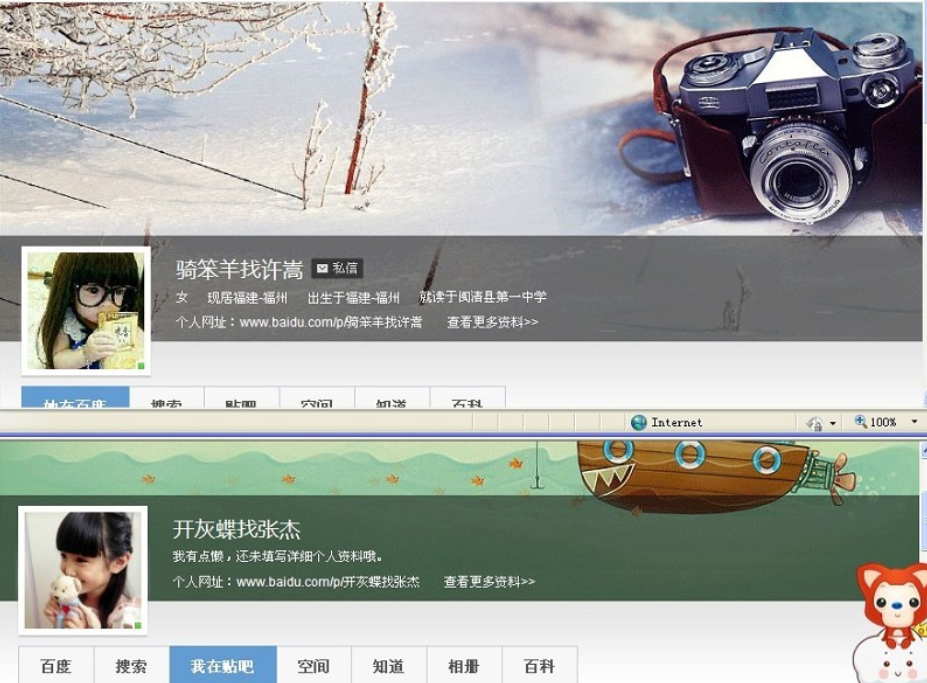 Contaflex
骑笨羊找许嵩 私信
女 现居福建-福州 出生于福建-福州 就读于闽清县第一中学
个人网址：www.baidu.com/p/骑笨羊找许嵩 查看更多资料>>
她在百度 搜索 贴吧 空间 知道 百科
Internet 100%
开灰蝶找张杰
我有点懒，还未填写详细个人资料哦。
个人网址：www.baidu.com/p/开灰蝶找张杰 查看更多资料>>
百度 搜索 我在贴吧 空间 知道 相册 百科